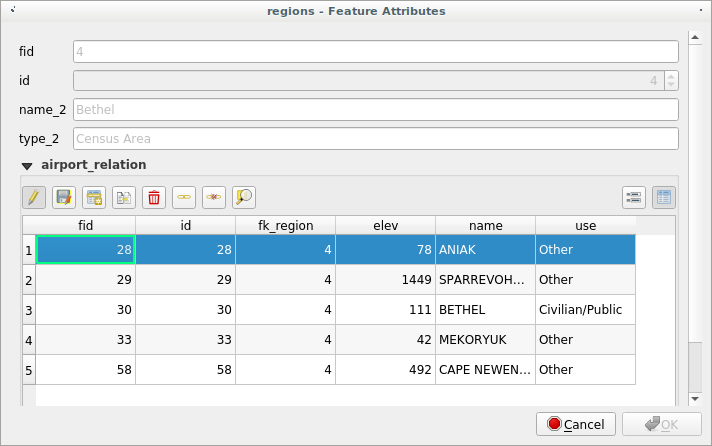 regions - Feature Attributes
fid 4
id 4
name_2 Bethel
type_2 Census Area
airport_relation
fid id fk_region elev name use
1 28 28 4 78 ANIAK Other
2 29 29 4 1449 SPARREVOH... Other
3 30 30 4 111 BETHEL Civilian/Public
4 33 33 4 42 MEKORYUK Other
5 58 58 4 492 CAPE NEWEN... Other
Cancel OK